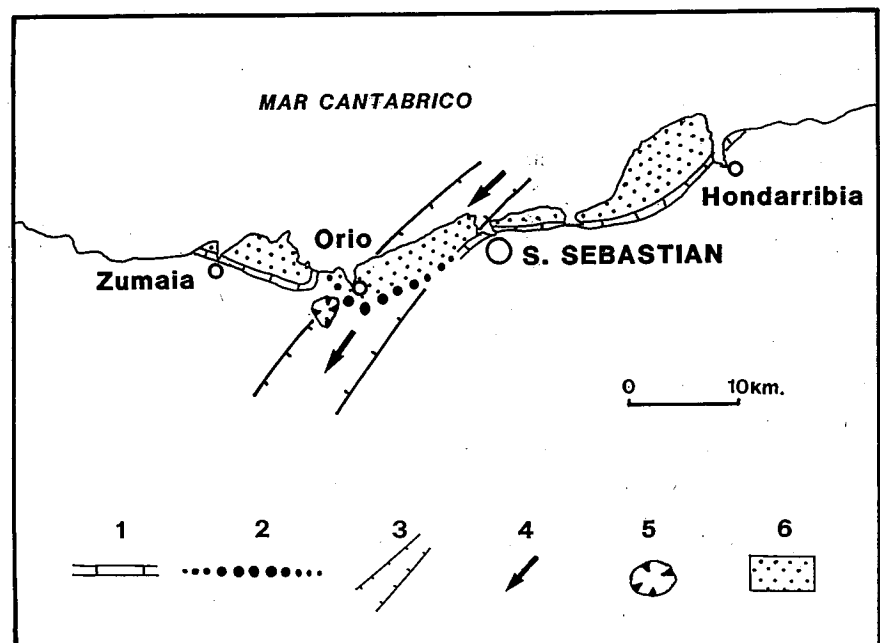 MAR CANTABRICO
Hondarribia
Orio
S. SEBASTIAN
Zumaia
0 10Km.
1 2 3 4 5 6